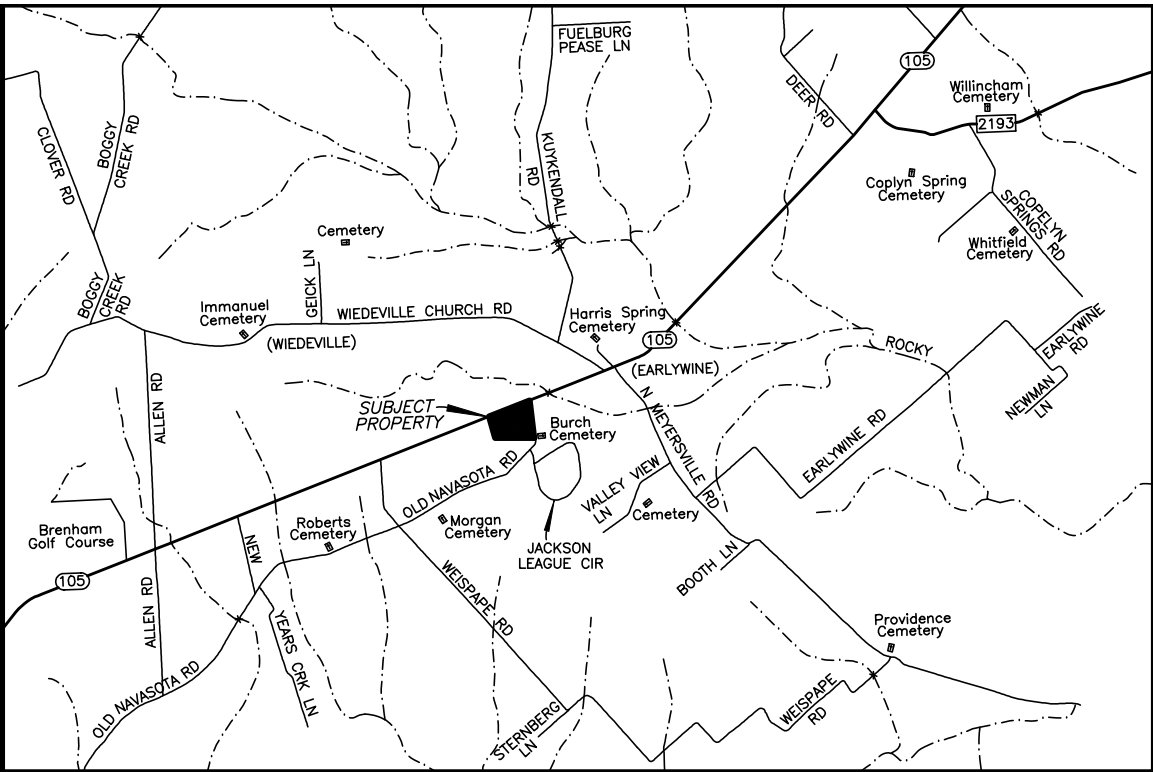 FUELBURG
PEASE LN
105
Willincham
Cemetery
2193
DEER RD
CLOVER RD
BOGGY
CREEK RD
KUYKENDALL
RD
Coplyn Spring
Cemetery
COPELYN
SPRINGS RD
Whitfield
Cemetery
Cemetery
GEICK LN
BOGGY
CREEK
RD
Immanuel
Cemetery
WIEDEVILLE CHURCH RD
(WIEDEVILLE)
Harris Spring
Cemetery
105
(EARLYWINE)
ROCKY
EARLYWINE
RD
NEWMAN
LN
ALLEN RD
SUBJECT
PROPERTY
Burch
Cemetery
N MEYERSVILLE RD
EARLYWINE RD
OLD NAVASOTA RD
VALLEY VIEW
LN
Cemetery
Brenham
Golf Course
Roberts
Cemetery
Morgan
Cemetery
JACKSON
LEAGUE CIR
NEW
YEARS CRK LN
105
ALLEN RD
WEISPAPE RD
BOOTH LN
Providence
Cemetery
OLD NAVASOTA RD
STERNBERG
LN
WEISPAPE
RD